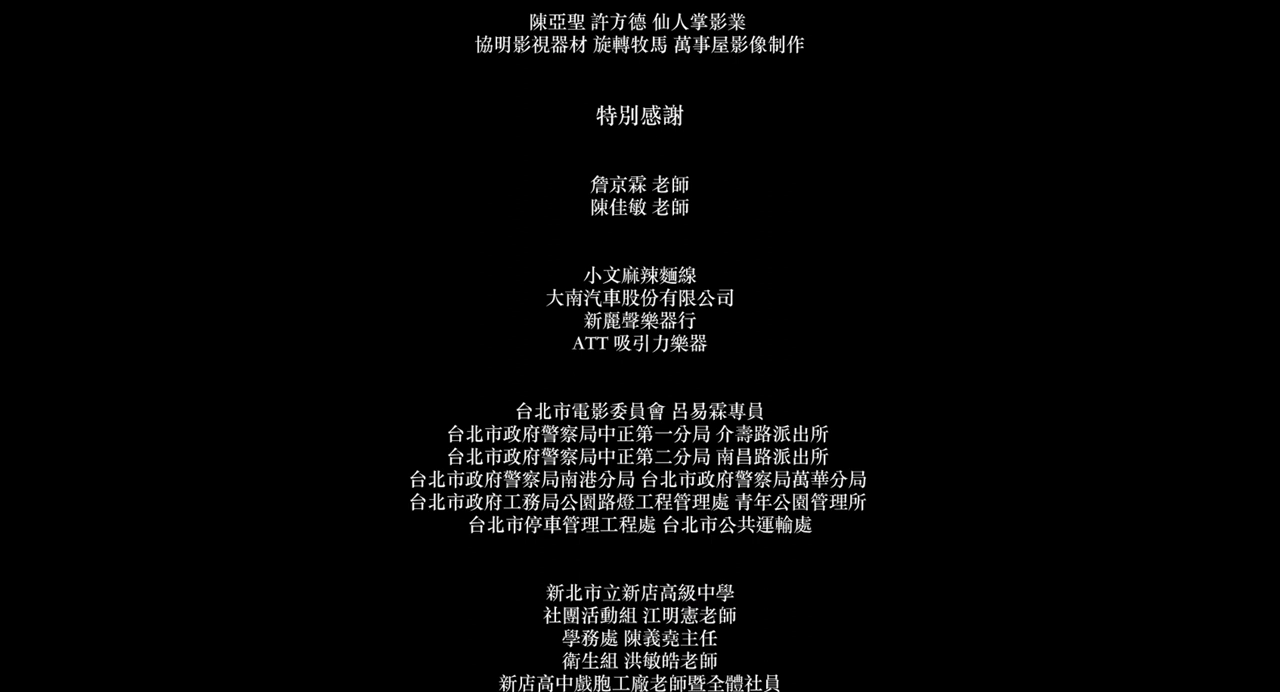 陳亞聖 許方德 仙人掌影業
協明影視器材 旋轉牧馬 萬事屋影像制作
特別感謝
詹京霖 老師
陳佳敏 老師
小文麻辣麵線
大南汽車股份有限公司
新麗聲樂器行
ATT 吸引力樂器
台北市電影委員會 呂易霖專員
台北市政府警察局中正第一分局 介壽路派出所
台北市政府警察局中正第二分局 南昌路派出所
台北市政府警察局南港分局 台北市政府警察局萬華分局
台北市政府工務局公園路燈工程管理處 青年公園管理所
台北市停車管理工程處 台北市公共運輸處
新北市立新店高級中學
社團活動組 江明憲老師
學務處 陳義堯主任
衛生組 洪敏皓老師
新店高中戲胞工廠老師暨全體社員